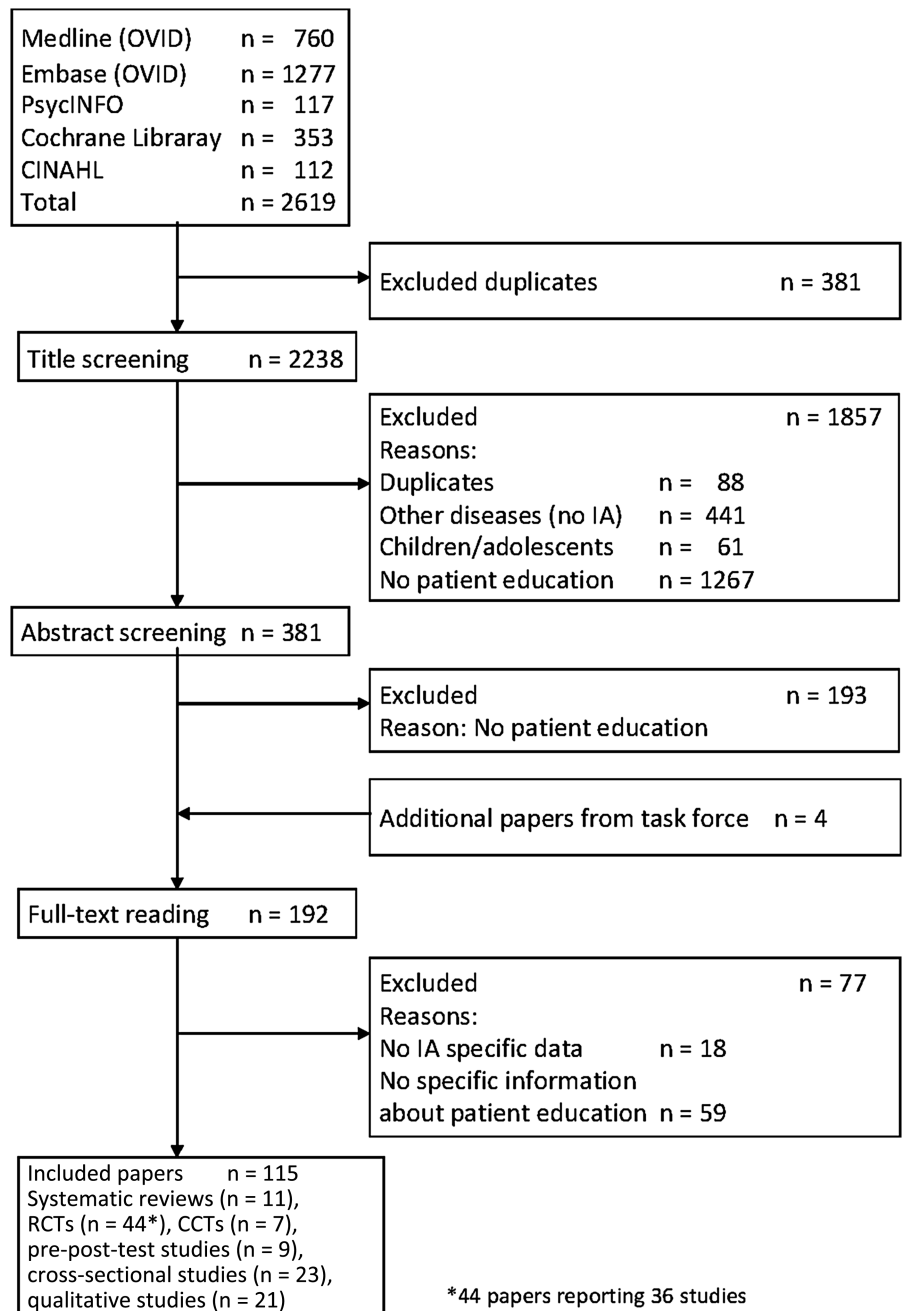 Medline (OVID) n = 760
Embase (OVID) n = 1277
PsycINFO n = 117
Cochrane Libraray n = 353
CINAHL n = 112
Total n = 2619
Excluded duplicates n = 381
Title screening n = 2238
Excluded n = 1857
Reasons:
Duplicates n = 88
Other diseases (no IA) n = 441
Children/adolescents n = 61
No patient education n = 1267
Abstract screening n = 381
Excluded n = 193
Reason: No patient education
Additional papers from task force n = 4
Full-text reading n = 192
Excluded n = 77
Reasons:
No IA specific data n = 18
No specific information
about patient education n = 59
Included papers n = 115
Systematic reviews (n = 11),
RCTs (n = 44*), CCTs (n = 7),
pre-post-test studies (n = 9),
cross-sectional studies (n = 23),
qualitative studies (n = 21)
*44 papers reporting 36 studies